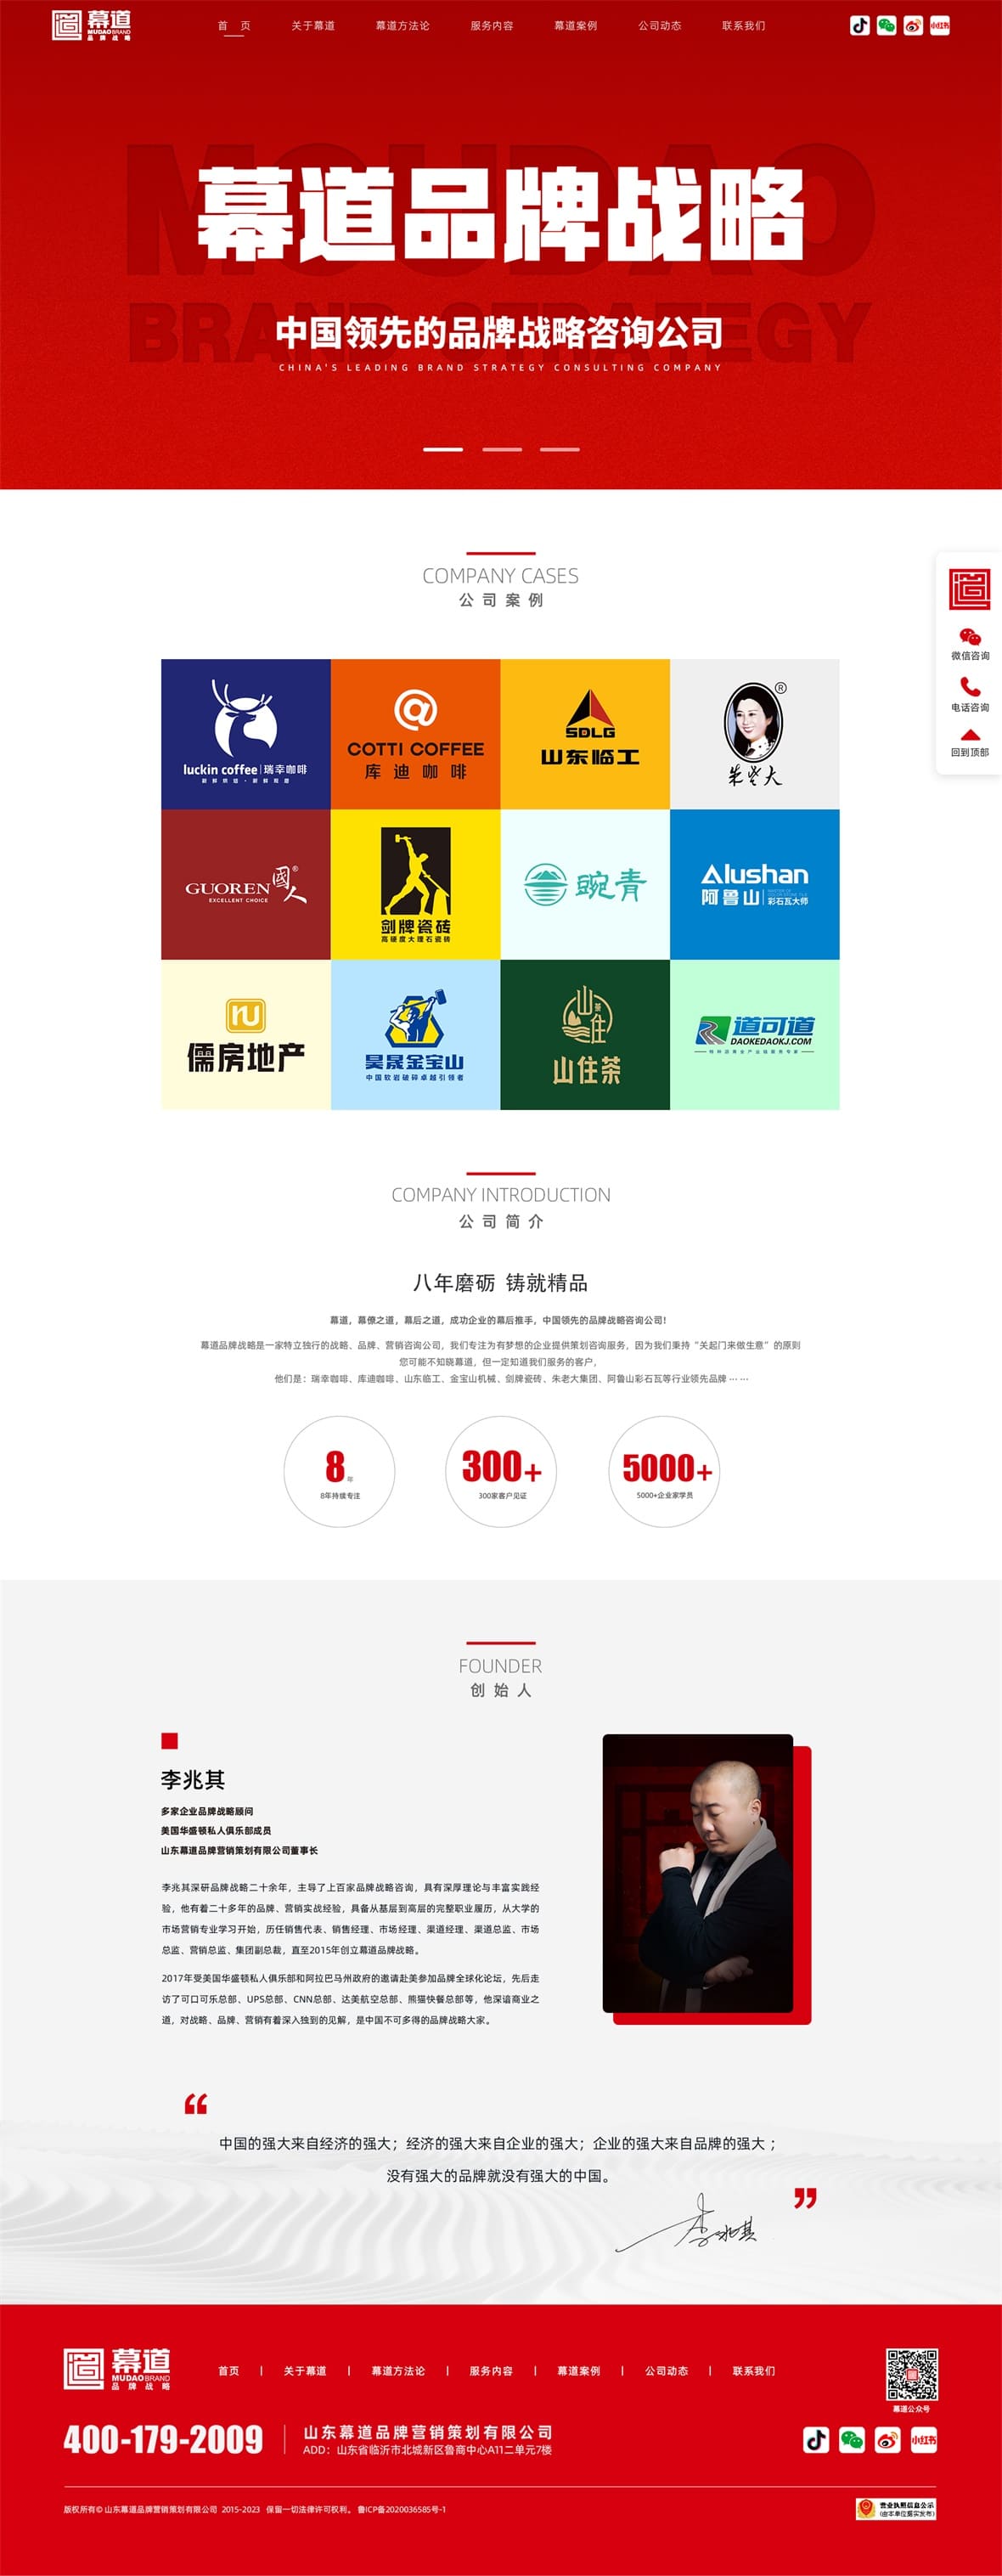 幕道
MUDAOBRAND
品牌战略
首 页
关于幕道
幕道方法论
服务内容
幕道案例
公司动态
联系我们
小红书
MOUDAO
幕道品牌战略
BRAND STRATEGY
中国领先的品牌战略咨询公司
CHINA'S LEADING BRAND STRATEGY CONSULTING COMPANY
COMPANY CASES
公司案例
微信咨询
电话咨询
回到顶部
luckin coffee 瑞幸咖啡
COTTI COFFEE
库迪咖啡
SDLG
山东临工
®
朱老大
GUOREN 國人®
EXCELLENT CHOICE
剑牌瓷砖
高硬度大理石瓷砖
豌青
Alushan
阿鲁山 彩石瓦大师
儒房地产
昊晟金宝山
中国软岩破碎卓越引领者
山住茶
山住茶
道可道
DAOKEDAOKJ.COM
COMPANY INTRODUCTION
公司简介
八年磨砺 铸就精品
幕道，幕僚之道，幕后之道，成功企业的幕后推手，中国领先的品牌战略咨询公司！
幕道品牌战略是一家特立独行的战略、品牌、营销咨询公司，我们专注为有梦想的企业提供策划咨询服务，因为我们秉持“关起门来做生意”的原则
您可能不知晓幕道，但一定知道我们服务的客户，
他们是：瑞幸咖啡、库迪咖啡、山东临工、金宝山机械、剑牌瓷砖、朱老大集团、阿鲁山彩石瓦等行业领先品牌 ··· ···
8年
8年持续专注
300+
300家客户见证
5000+
5000+企业家学员
FOUNDER
创始人
李兆其
多家企业品牌战略顾问
美国华盛顿私人俱乐部成员
山东幕道品牌营销策划有限公司董事长
李兆其深研品牌战略二十余年，主导了上百家品牌战略咨询，具有深厚理论与丰富实践经
验，他有着二十多年的品牌、营销实战经验，具备从基层到高层的完整职业履历，从大学的
市场营销专业学习开始，历任销售代表、销售经理、市场经理、渠道经理、渠道总监、市场
总监、营销总监、集团副总裁，直至2015年创立幕道品牌战略。
2017年受美国华盛顿私人俱乐部和阿拉巴马州政府的邀请赴美参加品牌全球化论坛，先后走
访了可口可乐总部、UPS总部、CNN总部、达美航空总部、熊猫快餐总部等，他深谙商业之
道，对战略、品牌、营销有着深入独到的见解，是中国不可多得的品牌战略大家。
“
中国的强大来自经济的强大；经济的强大来自企业的强大；企业的强大来自品牌的强大；
没有强大的品牌就没有强大的中国。
”
李兆其
幕道
MUDAOBRAND
品牌战略
首页 | 关于幕道 | 幕道方法论 | 服务内容 | 幕道案例 | 公司动态 | 联系我们
幕道公众号
400-179-2009
山东幕道品牌营销策划有限公司
ADD：山东省临沂市北城新区鲁商中心A11二单元7楼
小红书
版权所有© 山东幕道品牌营销策划有限公司 2015-2023 保留一切法律许可权利。 鲁ICP备2020036585号-1
营业执照信息公示
(由本单位据实发布)